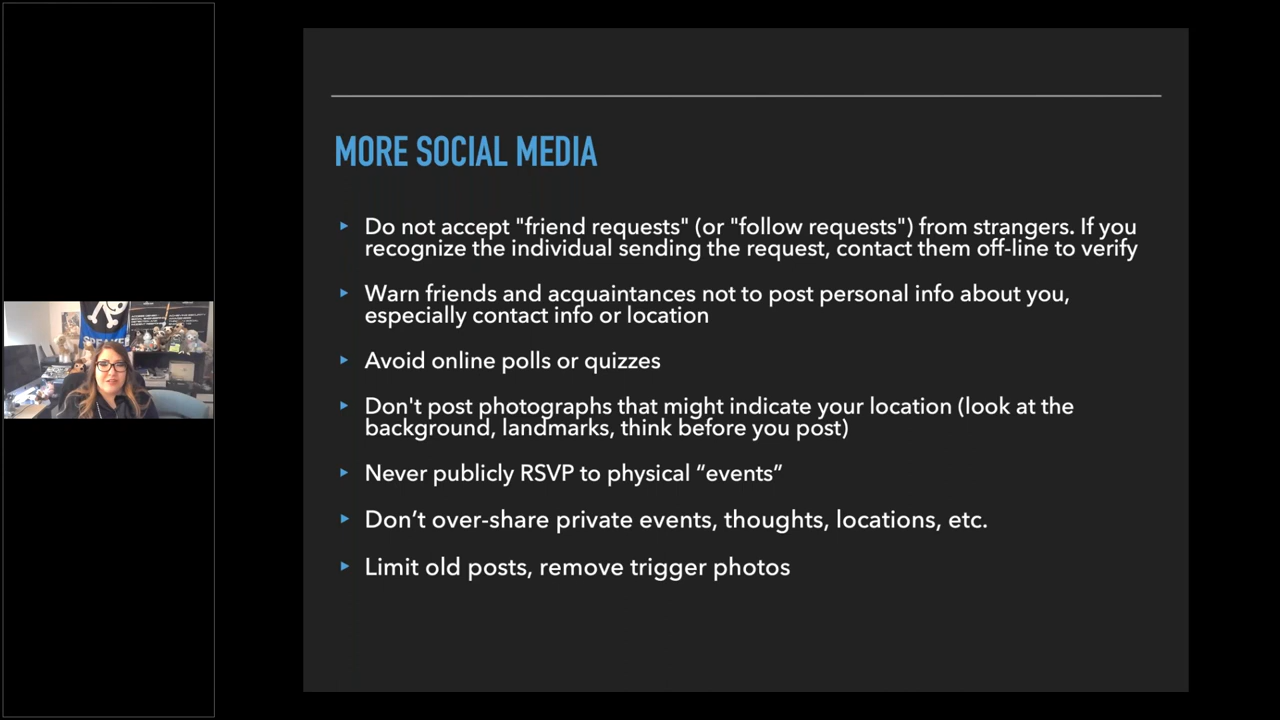 MORE SOCIAL MEDIA
Do not accept "friend requests" (or "follow requests") from strangers. If you
recognize the individual sending the request, contact them off-line to verify
Warn friends and acquaintances not to post personal info about you,
especially contact info or location
Avoid online polls or quizzes
Don't post photographs that might indicate your location (look at the
background, landmarks, think before you post)
Never publicly RSVP to physical “events“
Don’t over-share private events, thoughts, locations, etc.
Limit old posts, remove trigger photos
SPEAKER